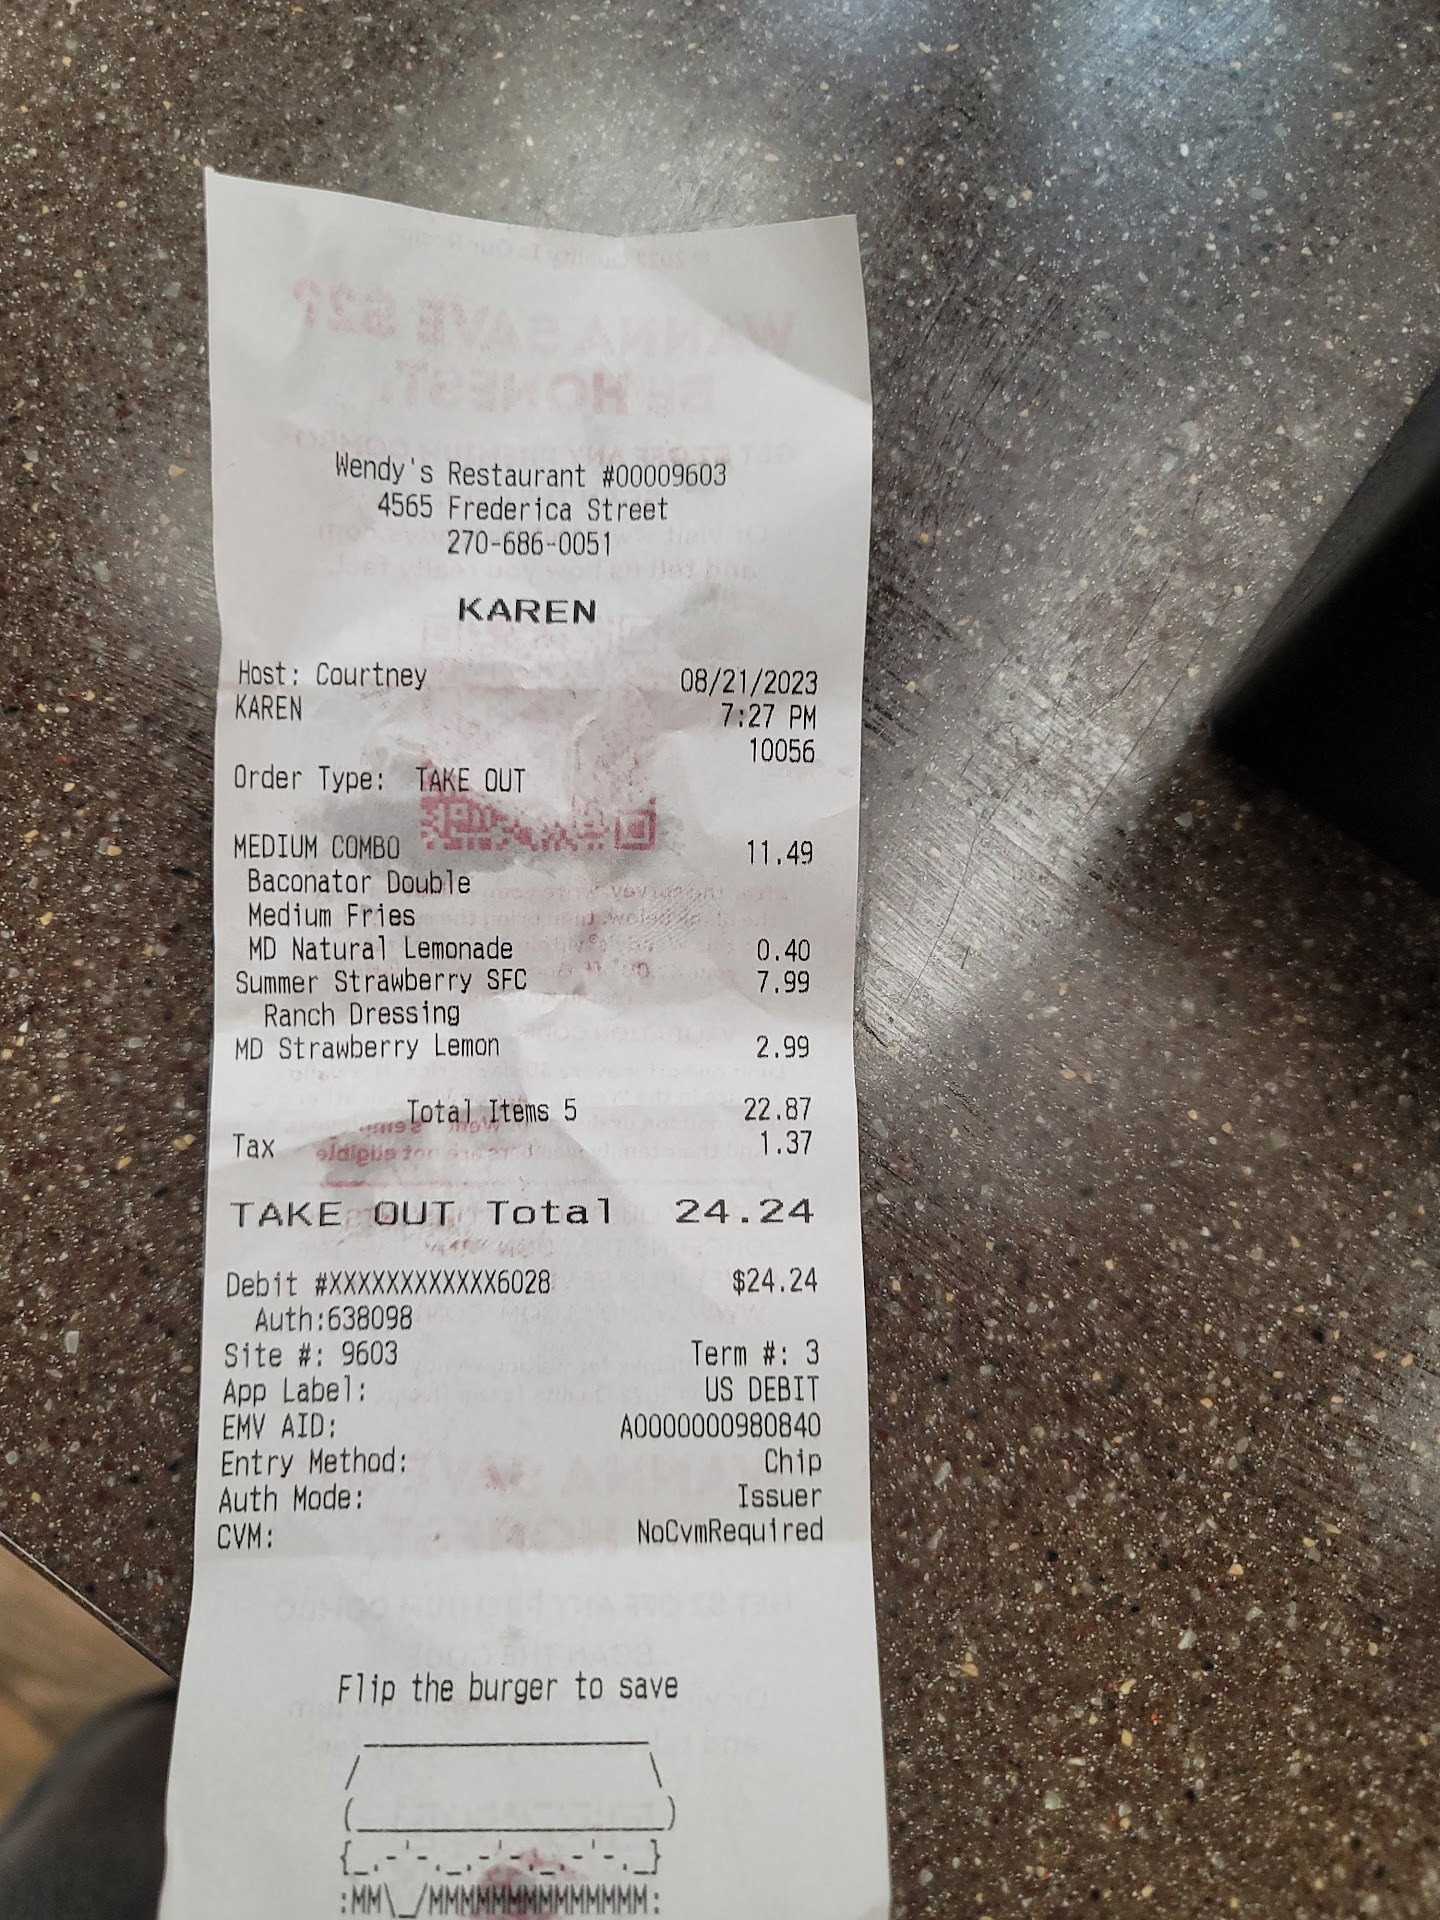 Wendy's Restaurant #00009603
4565 Frederica Street
270-686-0051
KAREN
Host: Courtney 08/21/2023
KAREN 7:27 PM
10056
Order Type: TAKE OUT
MEDIUM COMBO 11.49
Baconator Double
Medium Fries
MD Natural Lemonade 0.40
Summer Strawberry SFC 7.99
Ranch Dressing
MD Strawberry Lemon 2.99
Total Items 5 22.87
Tax 1.37
TAKE OUT Total 24.24
Debit #XXXXXXXXXXXX6028 $24.24
Auth:638098
Site #: 9603 Term #: 3
App Label: US DEBIT
EMV AID: A0000000980840
Entry Method: Chip
Auth Mode: Issuer
CVM: NoCvmRequired
Flip the burger to save